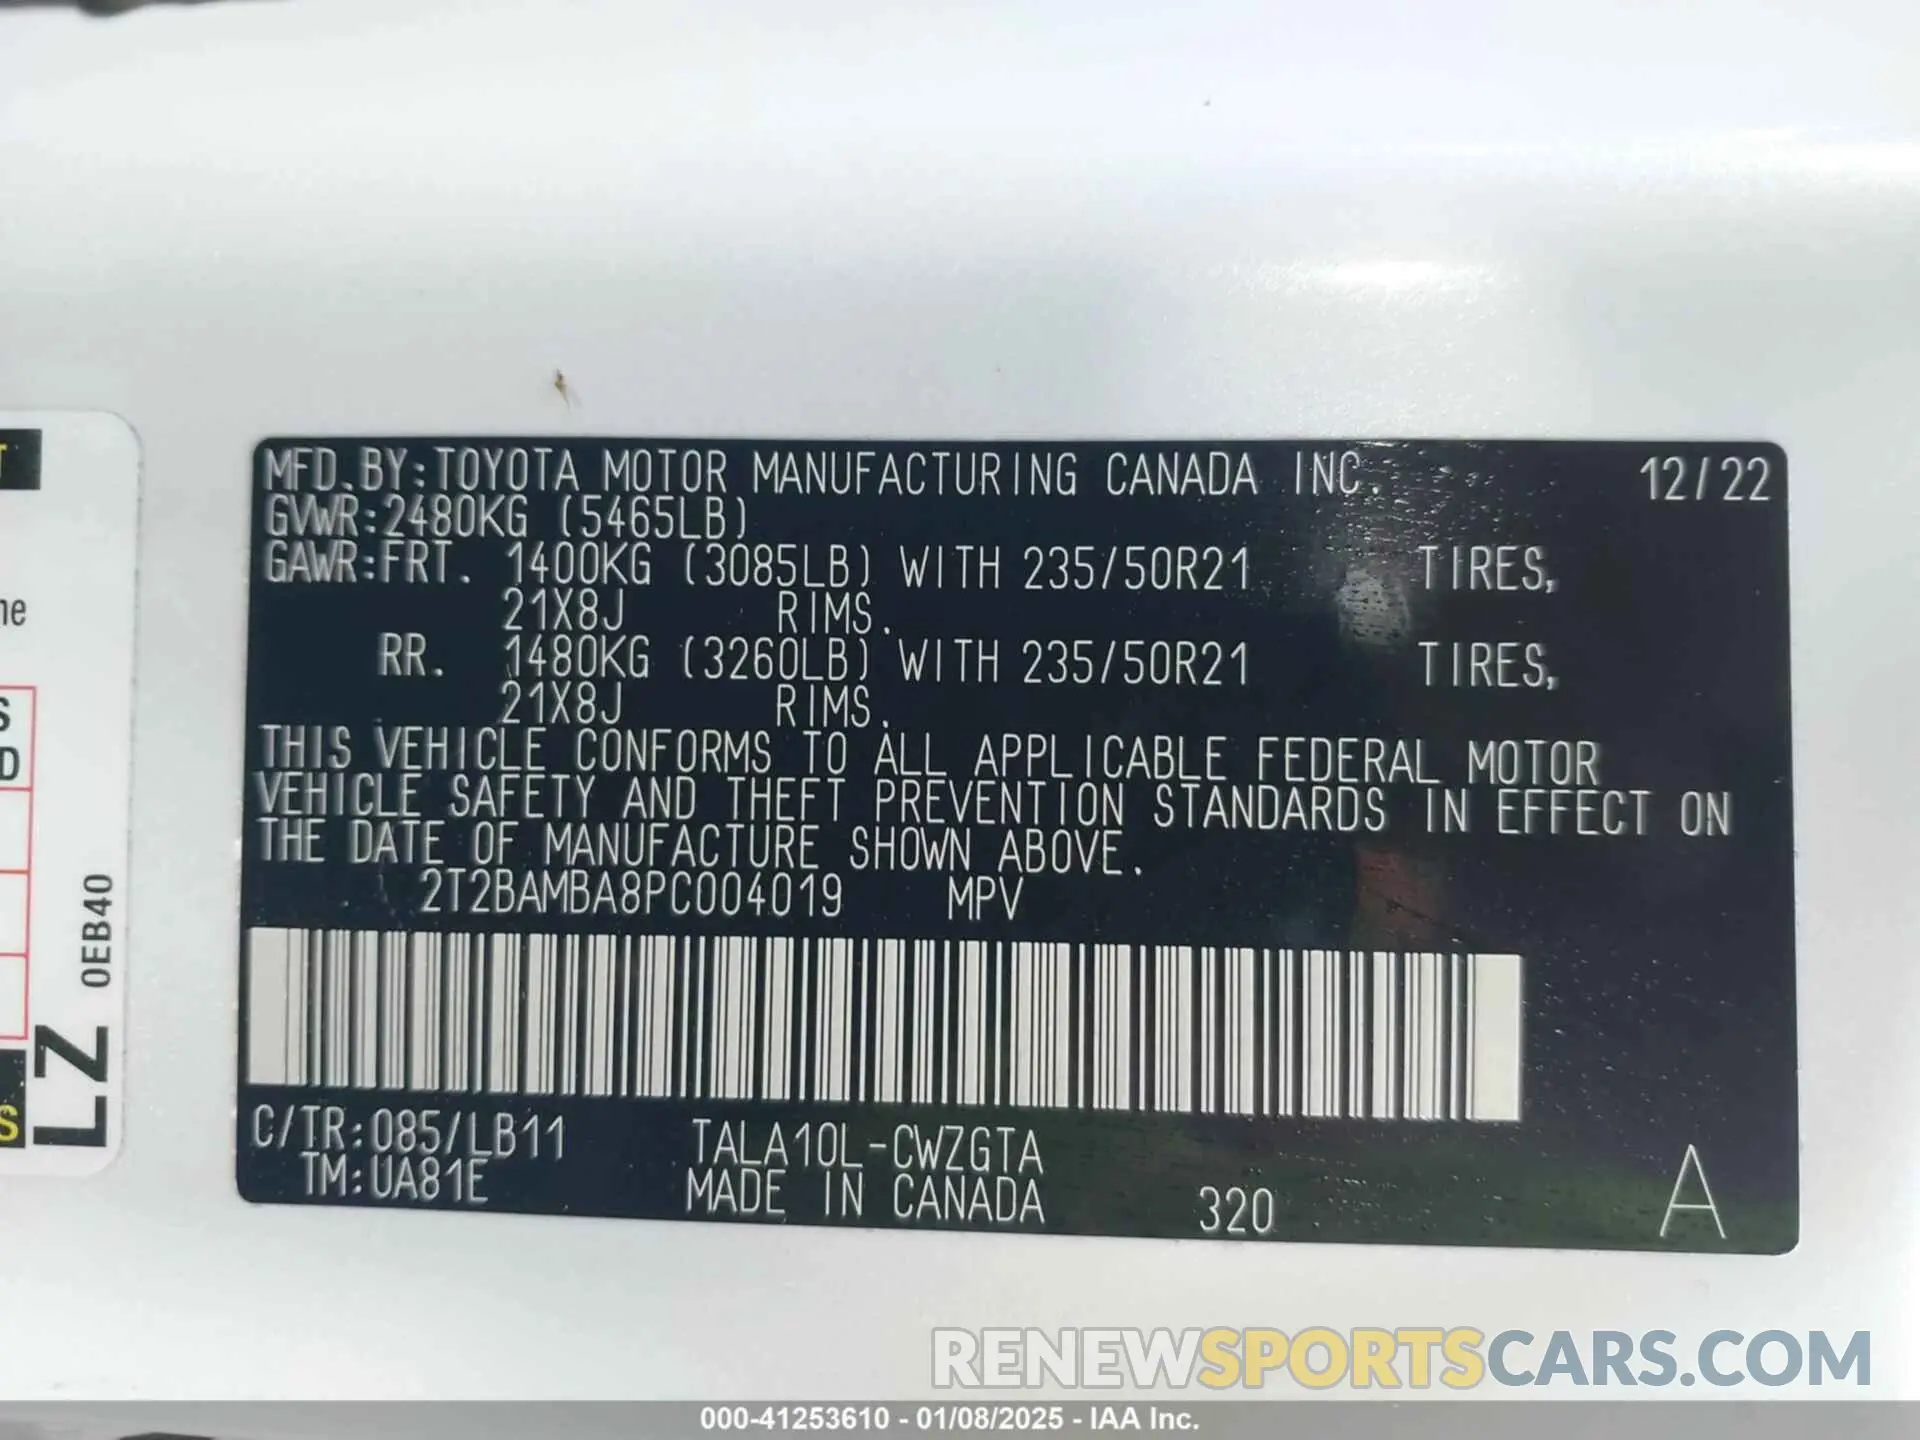 MFD.BY:TOYOTA MOTOR MANUFACTURING CANADA INC. 12/22
GVWR:2480KG (5465LB)
GAWR:FRT. 1400KG (3085LB) WITH 235/50R21 TIRES,
21X8J RIMS.
RR. 1480KG (3260LB) WITH 235/50R21 TIRES,
21X8J RIMS.
THIS VEHICLE CONFORMS TO ALL APPLICABLE FEDERAL MOTOR
VEHICLE SAFETY AND THEFT PREVENTION STANDARDS IN EFFECT ON
THE DATE OF MANUFACTURE SHOWN ABOVE.
2T2BAMBA8PC004019 MPV
C/TR:085/LB11 TALA10L-CWZGTA
TM:UA81E MADE IN CANADA 320 A
LZ 0EB40
RENEWSPORTSCARS.COM
000-41253610 - 01/08/2025 - IAA Inc.